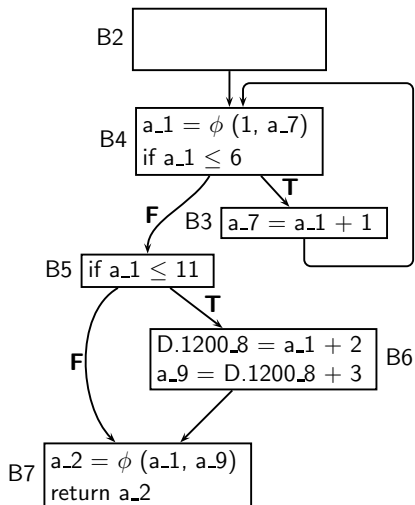 B2
B4
a_1 = ϕ (1, a_7)
if a_1 ≤ 6
T
F
B3
a_7 = a_1 + 1
B5
if a_1 ≤ 11
T
F
D.1200_8 = a_1 + 2
a_9 = D.1200_8 + 3
B6
B7
a_2 = ϕ (a_1, a_9)
return a_2